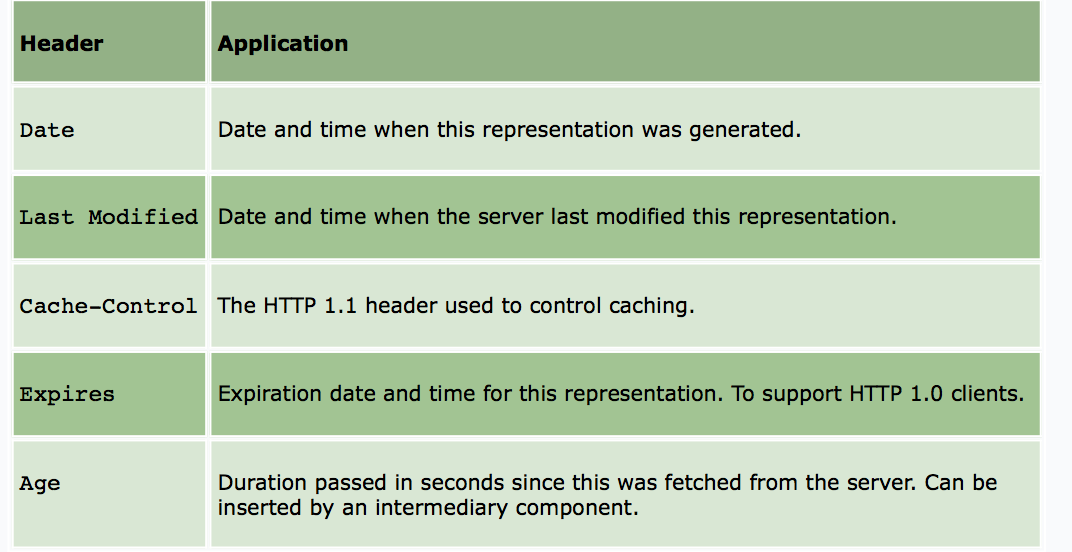 Header Application
Date Date and time when this representation was generated.
Last Modified Date and time when the server last modified this representation.
Cache-Control The HTTP 1.1 header used to control caching.
Expires Expiration date and time for this representation. To support HTTP 1.0 clients.
Age Duration passed in seconds since this was fetched from the server. Can be
inserted by an intermediary component.